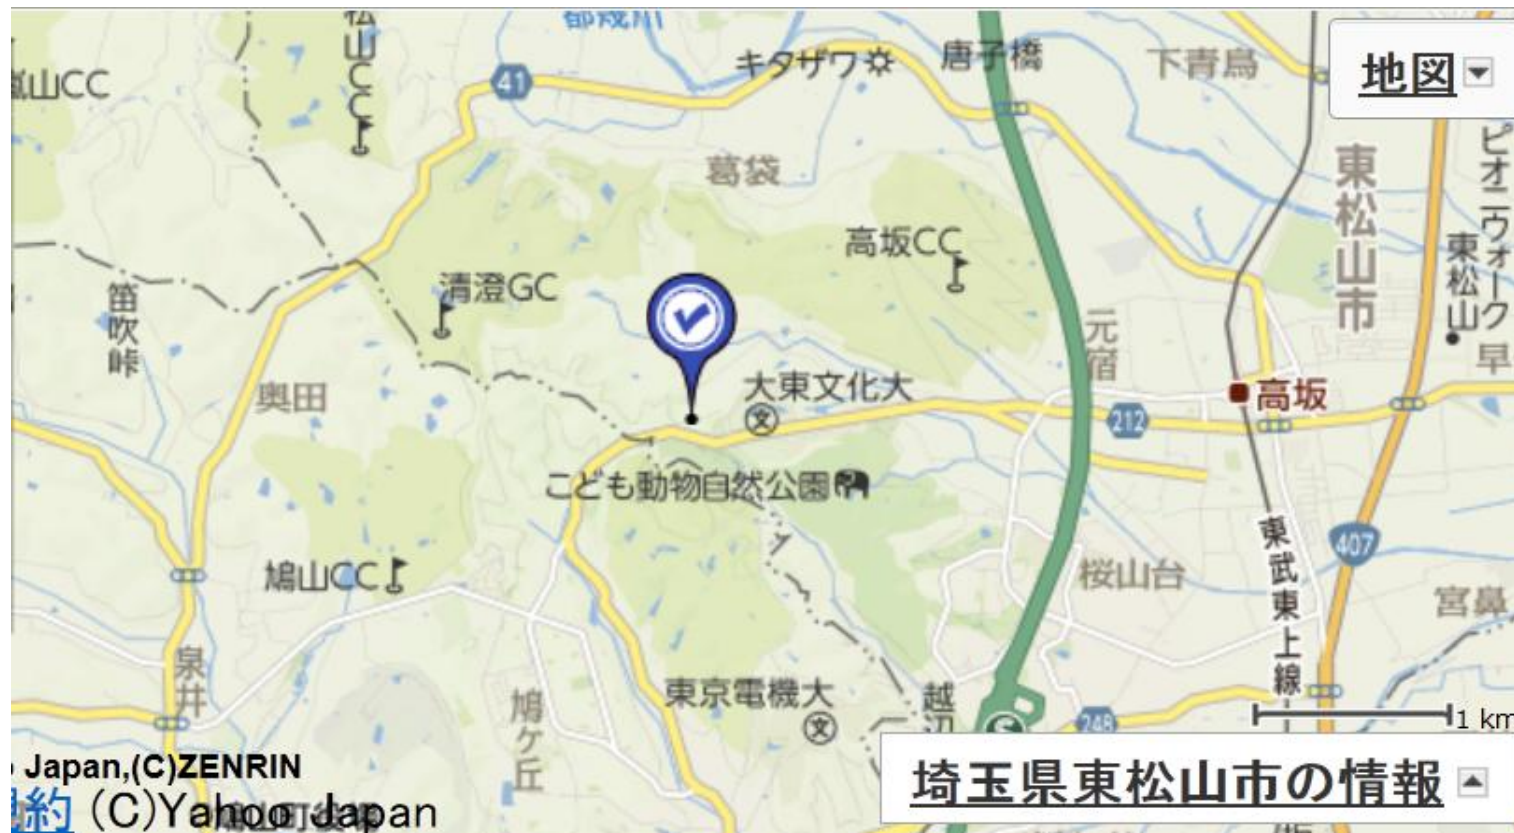 都幾川
松山CC
嵐山CC
41
キタザワ
唐子橋
下青鳥
地図
葛袋
東松山市
ピオニウォーク
東松山
高坂CC
清澄GC
笛吹峠
元宿
早
奥田
大東文化大
文
212
高坂
こども動物自然公園
407
東武東上線
鳩山CC
桜山台
宮鼻
泉井
鳩ケ丘
東京電機大
文
越辺
248
1 km
Japan,(C)ZENRIN
埼玉県東松山市の情報
規約 (C)Yahoo Japan